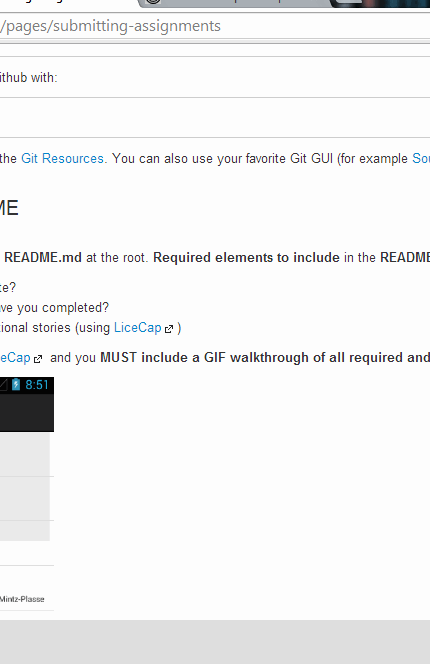 /pages/submitting-assignments
ithub with:
the Git Resources. You can also use your favorite Git GUI (for example Sou
ME
README.md at the root. Required elements to include in the README
te?
ave you completed?
tional stories (using LiceCap )
eCap and you MUST include a GIF walkthrough of all required and
8:51
Mintz-Plasse